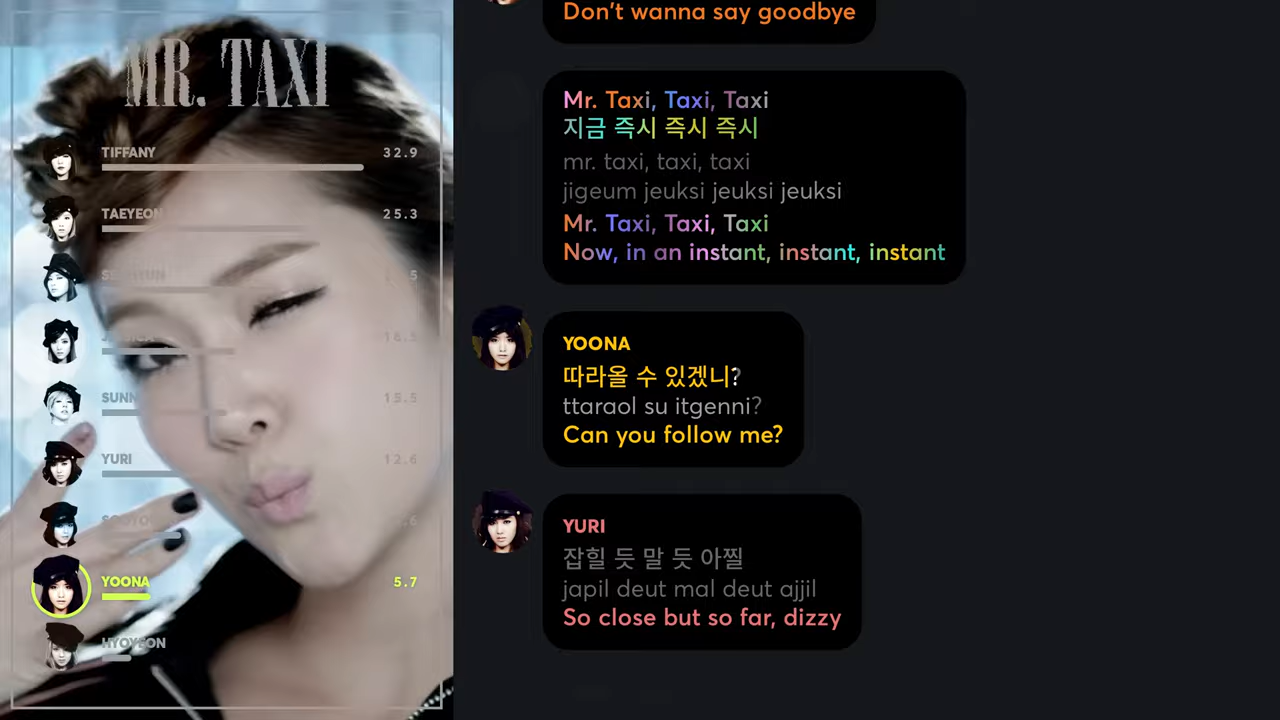 MR. TAXI
TIFFANY 32.9
TAEYEON 25.3
SUNN 15.5
YURI 12.6
YOONA 5.7
HYOYEON
Don't wanna say goodbye
Mr. Taxi, Taxi, Taxi
지금 즉시 즉시 즉시
mr. taxi, taxi, taxi
jigeum jeuksi jeuksi jeuksi
Mr. Taxi, Taxi, Taxi
Now, in an instant, instant, instant
YOONA
따라올 수 있겠니?
ttaraol su itgenni?
Can you follow me?
YURI
잡힐 듯 말 듯 아찔
japil deut mal deut ajjil
So close but so far, dizzy